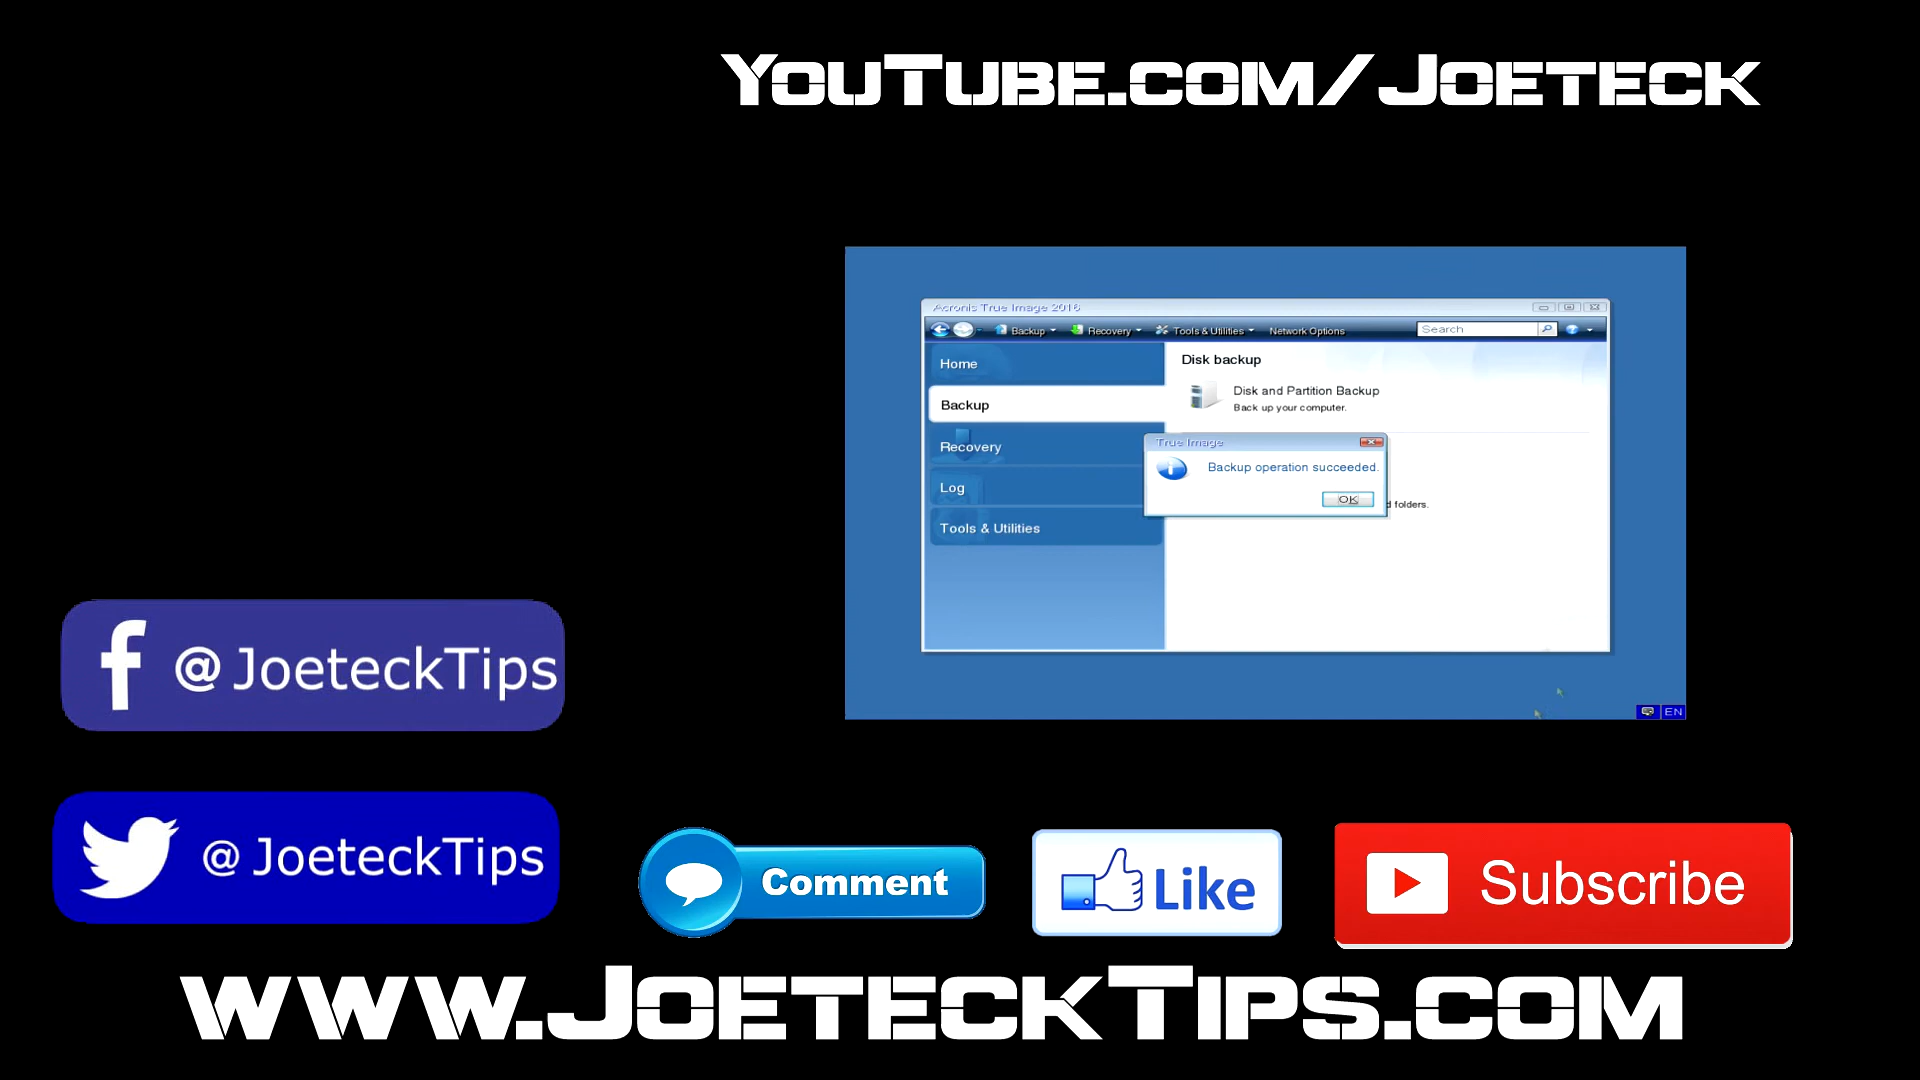 YouTube.com/Joeteck
Acronis True Image 2016
Backup Recovery Tools & Utilities Network Options Search
Home
Backup
Recovery
Log
Tools & Utilities
Disk backup
Disk and Partition Backup
Back up your computer.
True Image
Backup operation succeeded.
OK
d folders.
EN
f @JoeteckTips
@JoeteckTips
Comment
Like
Subscribe
www.JoeteckTips.com